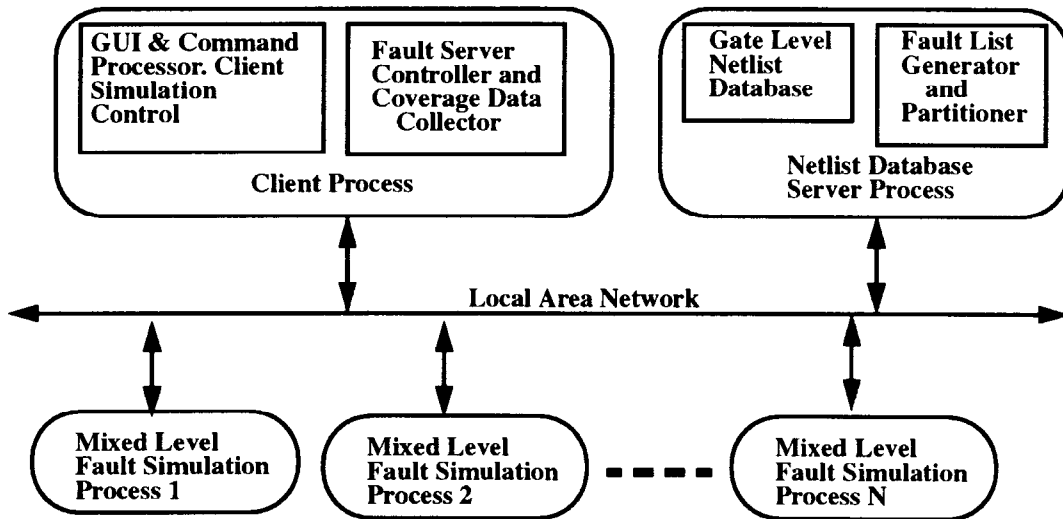 GUI & Command
Processor. Client
Simulation
Control
Fault Server
Controller and
Coverage Data
Collector
Client Process
Gate Level
Netlist
Database
Fault List
Generator
and
Partitioner
Netlist Database
Server Process
Local Area Network
Mixed Level
Fault Simulation
Process 1
Mixed Level
Fault Simulation
Process 2
Mixed Level
Fault Simulation
Process N